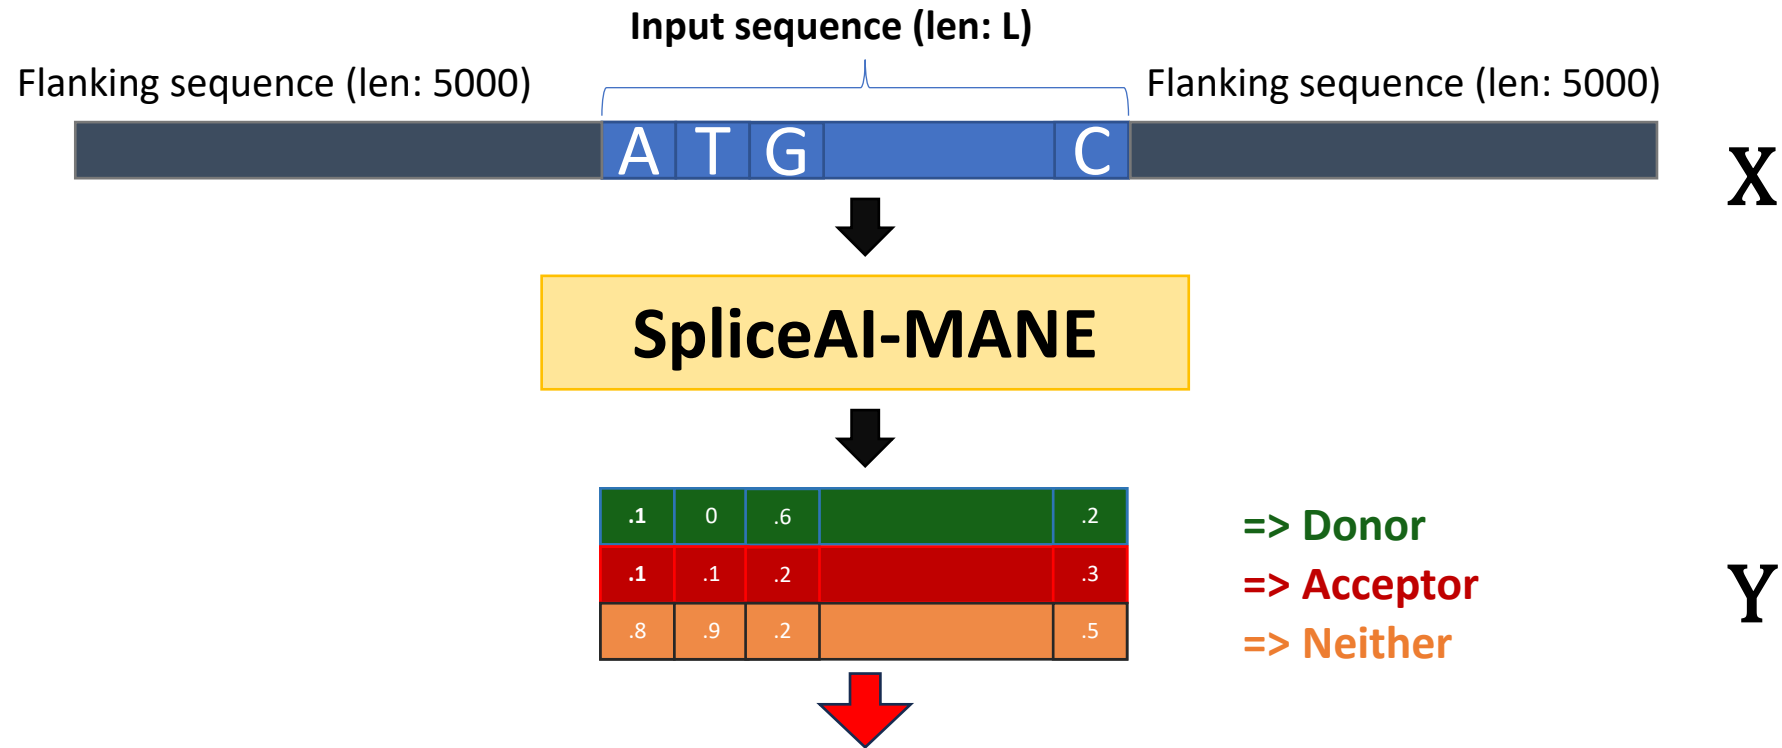 Input sequence (len: L)
Flanking sequence (len: 5000)
Flanking sequence (len: 5000)
A T G C
X
SpliceAI-MANE
.1 0 .6 .2
=> Donor
.1 .1 .2 .3
=> Acceptor
Y
.8 .9 .2 .5
=> Neither